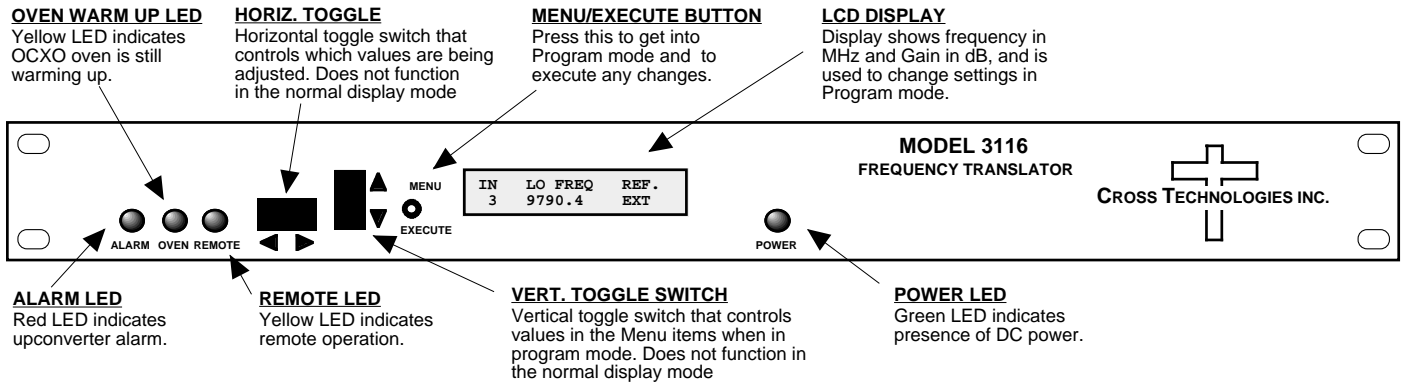 OVEN WARM UP LED
Yellow LED indicates
OCXO oven is still
warming up.
HORIZ. TOGGLE
Horizontal toggle switch that
controls which values are being
adjusted. Does not function
in the normal display mode
MENU/EXECUTE BUTTON
Press this to get into
Program mode and to
execute any changes.
LCD DISPLAY
Display shows frequency in
MHz and Gain in dB, and is
used to change settings in
Program mode.
MODEL 3116
FREQUENCY TRANSLATOR
CROSS TECHNOLOGIES INC.
MENU
EXECUTE
IN LO FREQ REF.
3 9790.4 EXT
ALARM OVEN REMOTE
POWER
ALARM LED
Red LED indicates
upconverter alarm.
REMOTE LED
Yellow LED indicates
remote operation.
VERT. TOGGLE SWITCH
Vertical toggle switch that controls
values in the Menu items when in
program mode. Does not function in
the normal display mode
POWER LED
Green LED indicates
presence of DC power.